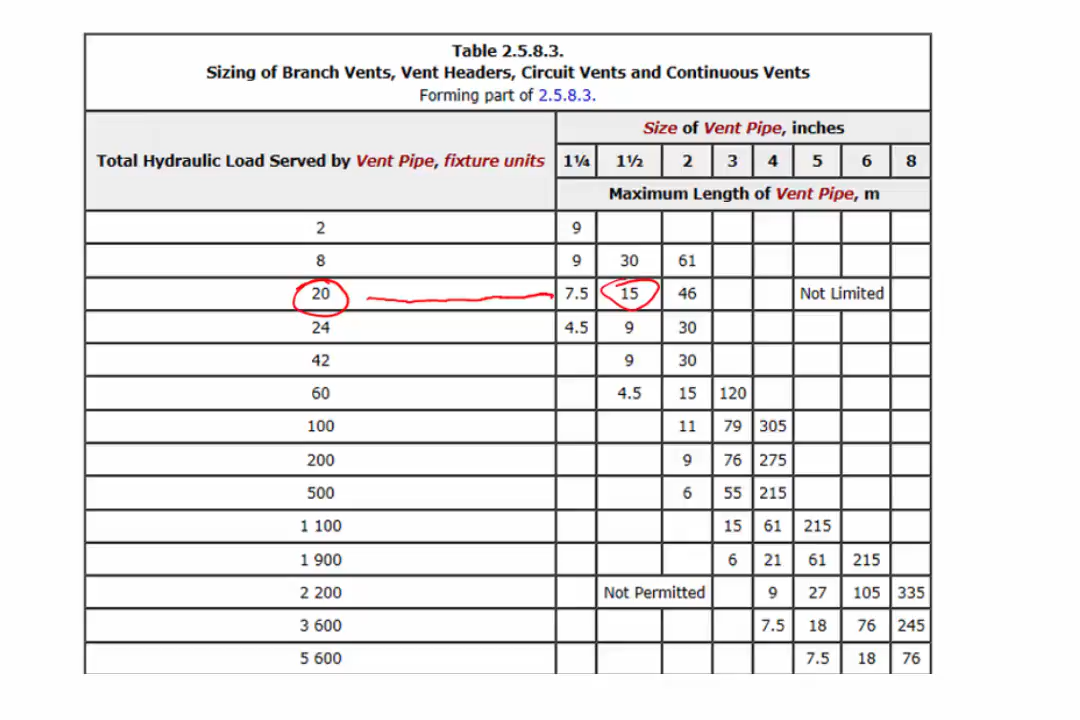 Table 2.5.8.3.
Sizing of Branch Vents, Vent Headers, Circuit Vents and Continuous Vents
Forming part of 2.5.8.3.
Total Hydraulic Load Served by Vent Pipe, fixture units
Size of Vent Pipe, inches
1¼ 1½ 2 3 4 5 6 8
Maximum Length of Vent Pipe, m
2 9
8 9 30 61
20 7.5 15 46 Not Limited
24 4.5 9 30
42 9 30
60 4.5 15 120
100 11 79 305
200 9 76 275
500 6 55 215
1 100 15 61 215
1 900 6 21 61 215
2 200 Not Permitted 9 27 105 335
3 600 7.5 18 76 245
5 600 7.5 18 76